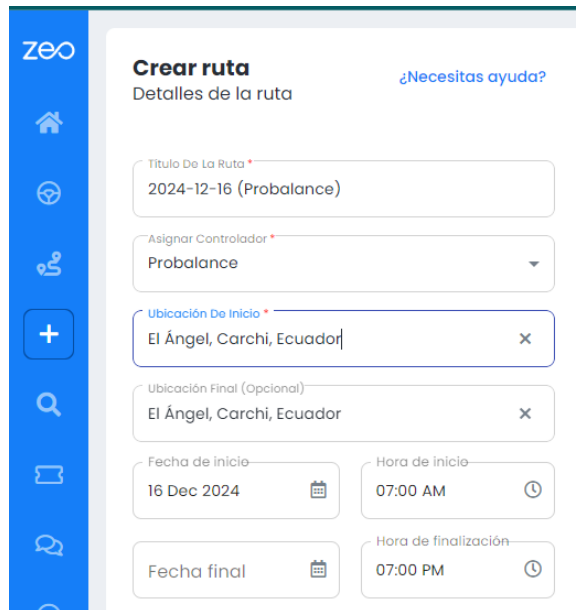 zeo
Crear ruta
¿Necesitas ayuda?
Detalles de la ruta
Título De La Ruta *
2024-12-16 (Probalance)
Asignar Controlador *
Probalance
Ubicación De Inicio *
El Ángel, Carchi, Ecuador
Ubicación Final (Opcional)
El Ángel, Carchi, Ecuador
Fecha de inicio
16 Dec 2024
Hora de inicio
07:00 AM
Fecha final
Hora de finalización
07:00 PM